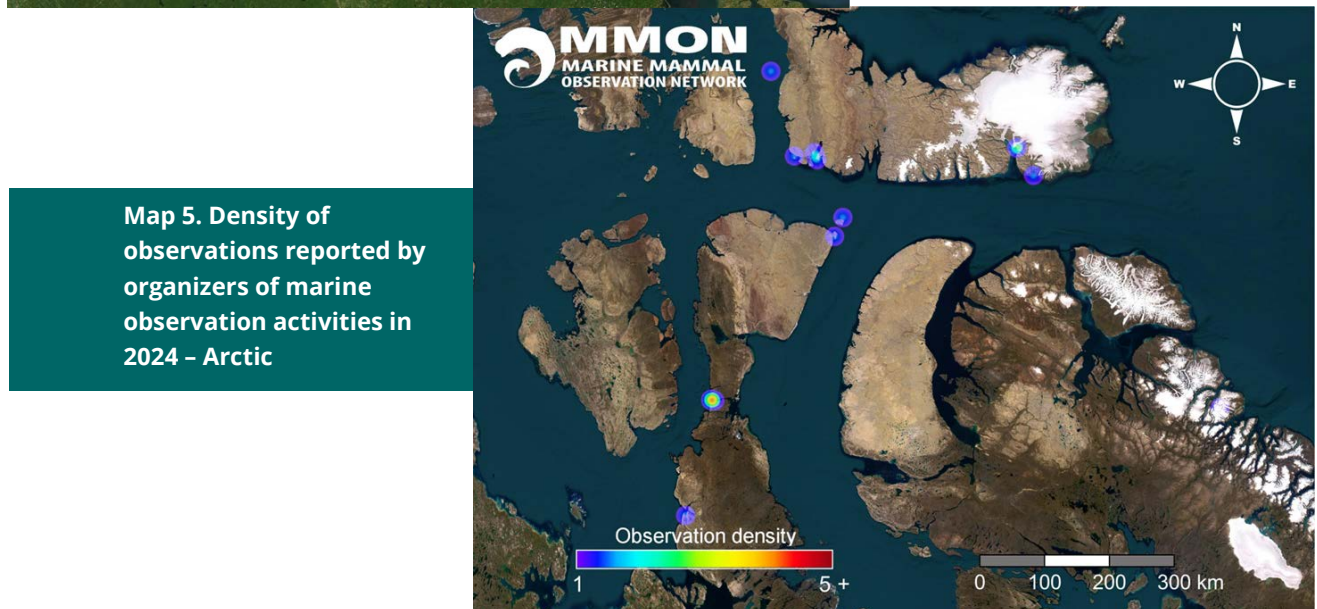 MMON
MARINE MAMMAL
OBSERVATION NETWORK
N
W
E
S
Map 5. Density of
observations reported by
organizers of marine
observation activities in
2024 – Arctic
Observation density
1
5 +
0 100 200 300 km